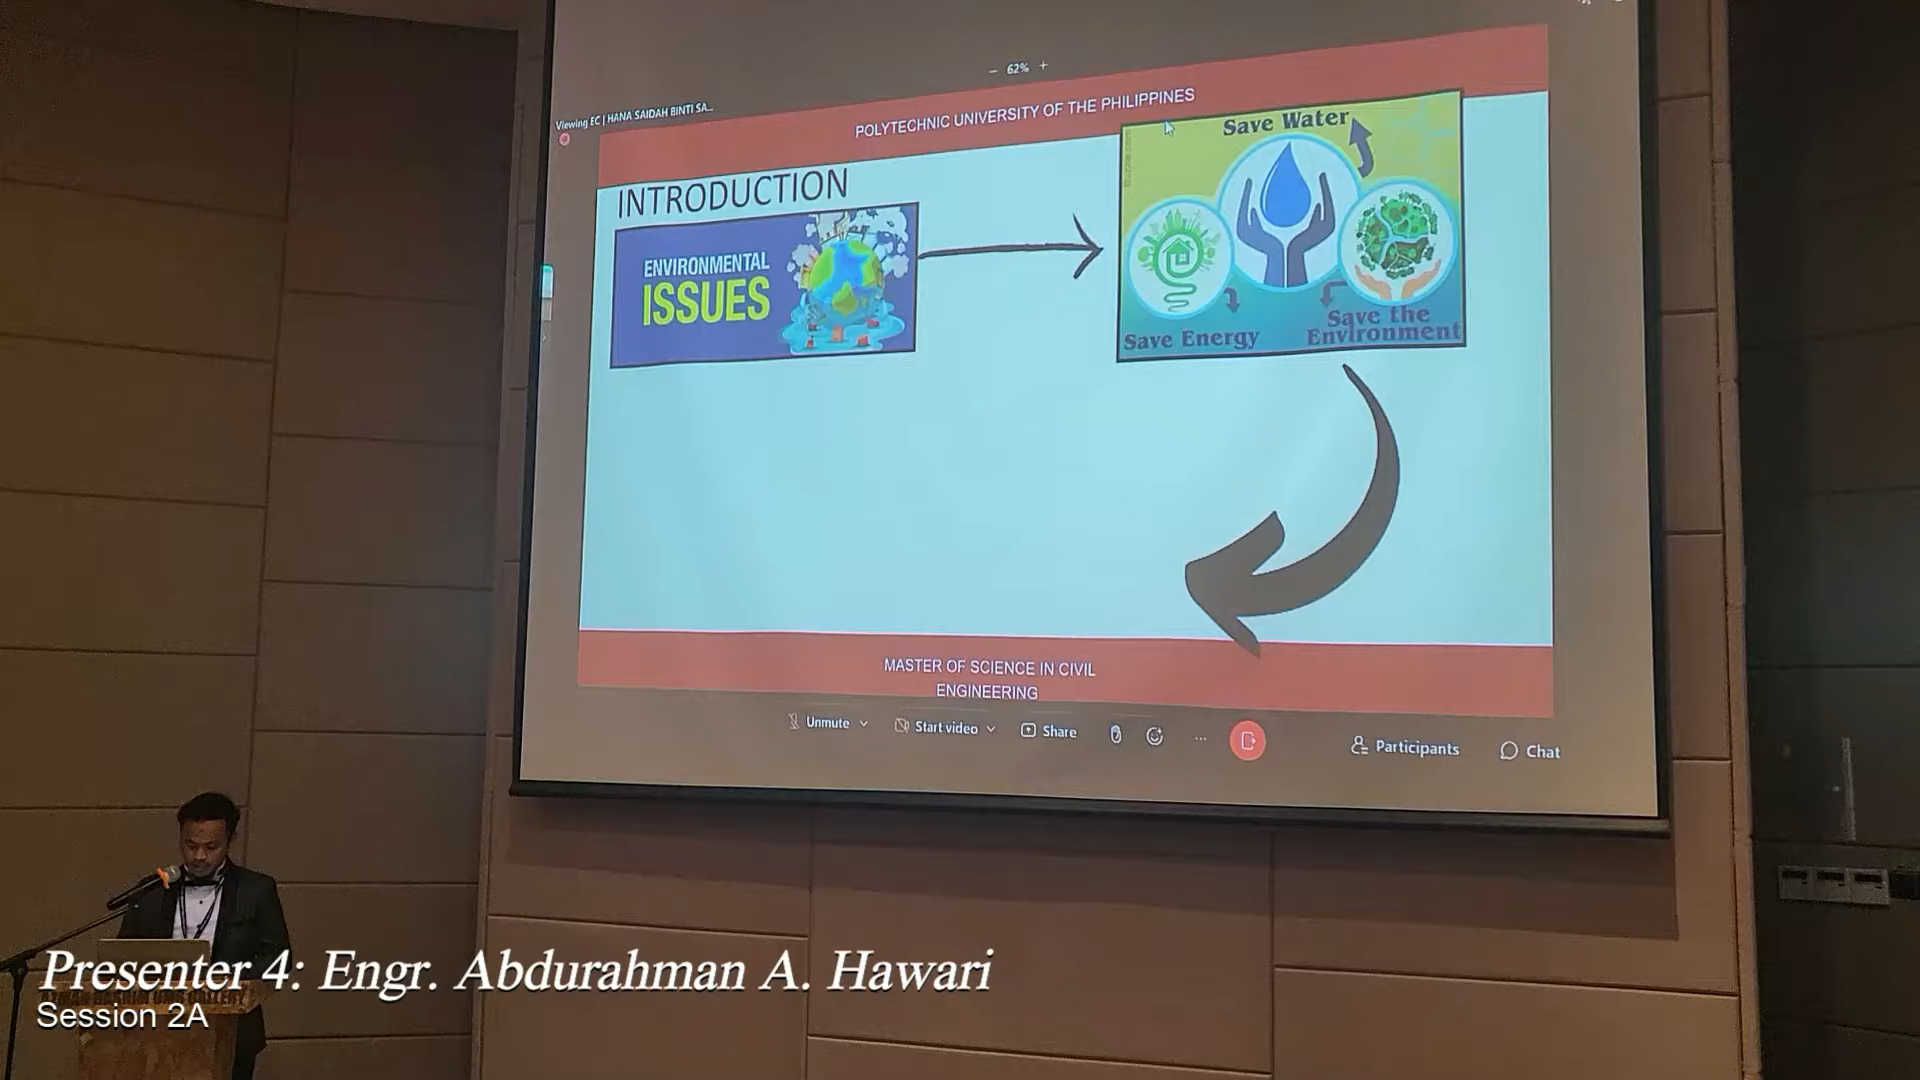 62%
Viewing EC | HANA SAIDAH BINTI SA...
POLYTECHNIC UNIVERSITY OF THE PHILIPPINES
INTRODUCTION
ENVIRONMENTAL
ISSUES
Save Water
Save Energy
Save the
Environment
MASTER OF SCIENCE IN CIVIL
ENGINEERING
Unmute
Start video
Share
Participants
Chat
Presenter 4: Engr. Abdurahman A. Hawari
Session 2A